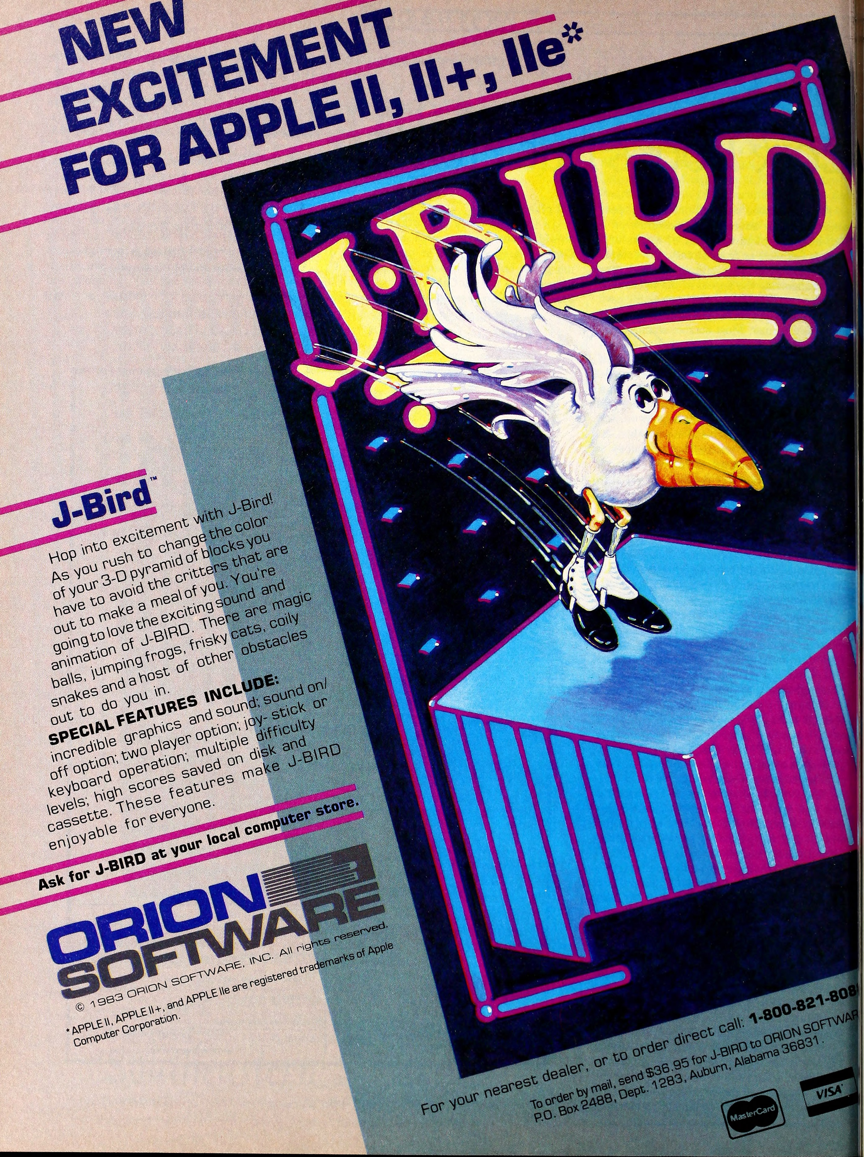 NEW
EXCITEMENT
FOR APPLE II, II+, IIe*
J·BIRD
J-Bird™
Hop into excitement with J-Bird!
As you rush to change the color
of your 3-D pyramid of blocks you
have to avoid the critters that are
out to make a meal of you. You're
going to love the exciting sound and
animation of J-BIRD. There are magic
balls, jumping frogs, frisky cats, coily
snakes and a host of other obstacles
out to do you in.
SPECIAL FEATURES INCLUDE:
incredible graphics and sound; sound on/
off option; two player option; joy- stick or
keyboard operation; multiple difficulty
levels; high scores saved on disk and
cassette. These features make J-BIRD
enjoyable for everyone.
Ask for J-BIRD at your local computer store.
ORION
SOFTWARE
© 1983 ORION SOFTWARE, INC. All rights reserved.
*APPLE II, APPLE II+, and APPLE IIe are registered trademarks of Apple
Computer Corporation.
For your nearest dealer, or to order direct call: 1-800-821-808
To order by mail, send $36.95 for J-BIRD to ORION SOFTWAR
P.O. Box 2488, Dept. 1283, Auburn, Alabama 36831.
MasterCard
VISA